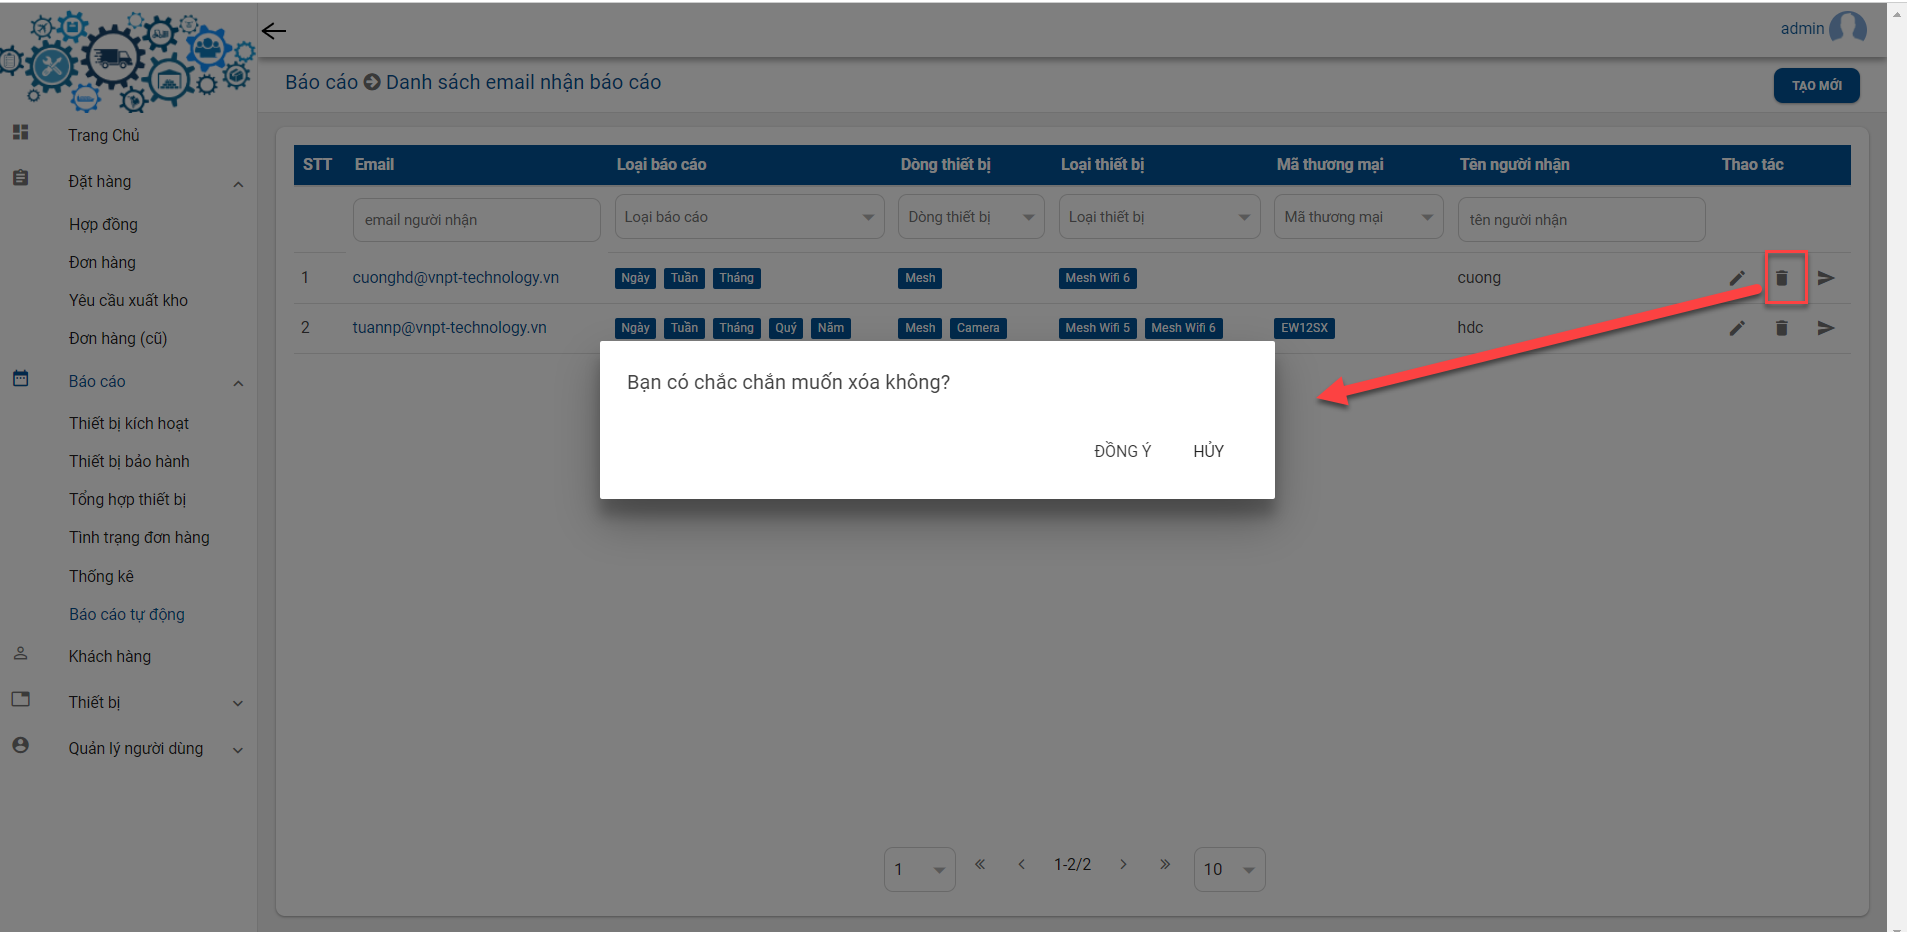 admin
Báo cáo Danh sách email nhận báo cáo
TẠO MỚI
Trang Chủ
Đặt hàng
Hợp đồng
Đơn hàng
Yêu cầu xuất kho
Đơn hàng (cũ)
Báo cáo
Thiết bị kích hoạt
Thiết bị bảo hành
Tổng hợp thiết bị
Tình trạng đơn hàng
Thống kê
Báo cáo tự động
Khách hàng
Thiết bị
Quản lý người dùng
STT Email Loại báo cáo Dòng thiết bị Loại thiết bị Mã thương mại Tên người nhận Thao tác
email người nhận Loại báo cáo Dòng thiết bị Loại thiết bị Mã thương mại tên người nhận
1 cuonghd@vnpt-technology.vn Ngày Tuần Tháng Mesh Mesh Wifi 6 cuong
2 tuannp@vnpt-technology.vn Ngày Tuần Tháng Quý Năm Mesh Camera Mesh Wifi 5 Mesh Wifi 6 EW12SX hdc
Bạn có chắc chắn muốn xóa không?
ĐỒNG Ý HỦY
1 1-2/2 10